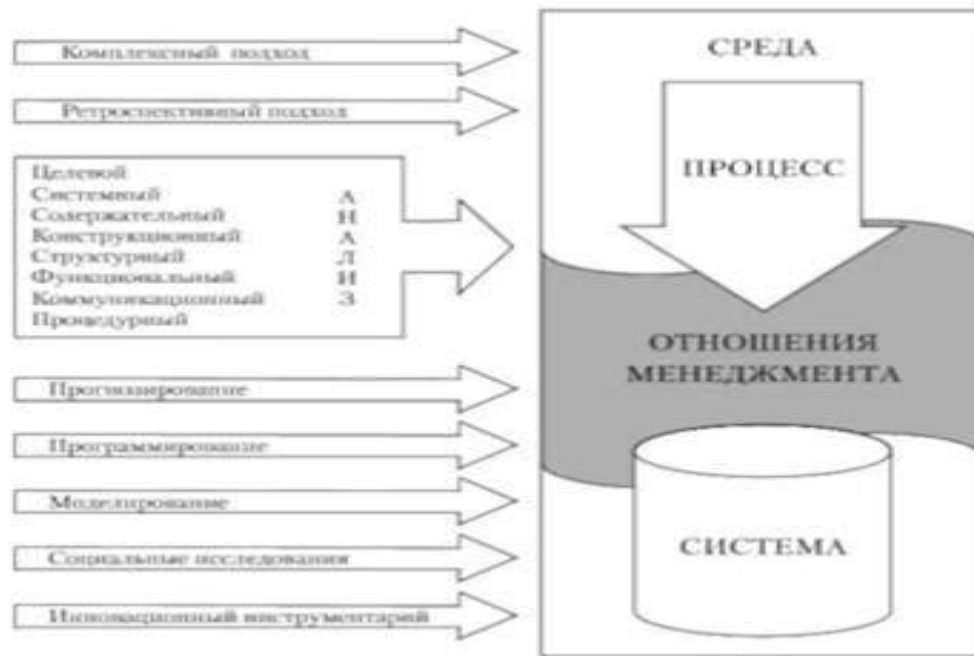 Комплексный подход
Ретроспективный подход
Целевой
Системный
Содержательный
Конструкционный
Структурный
Функциональный
Коммуникационный
Процедурный
А
Н
А
Л
И
З
Прогнозирование
Программирование
Моделирование
Социальные исследования
Инновационный инструментарий
СРЕДА
ПРОЦЕСС
ОТНОШЕНИЯ
МЕНЕДЖМЕНТА
СИСТЕМА